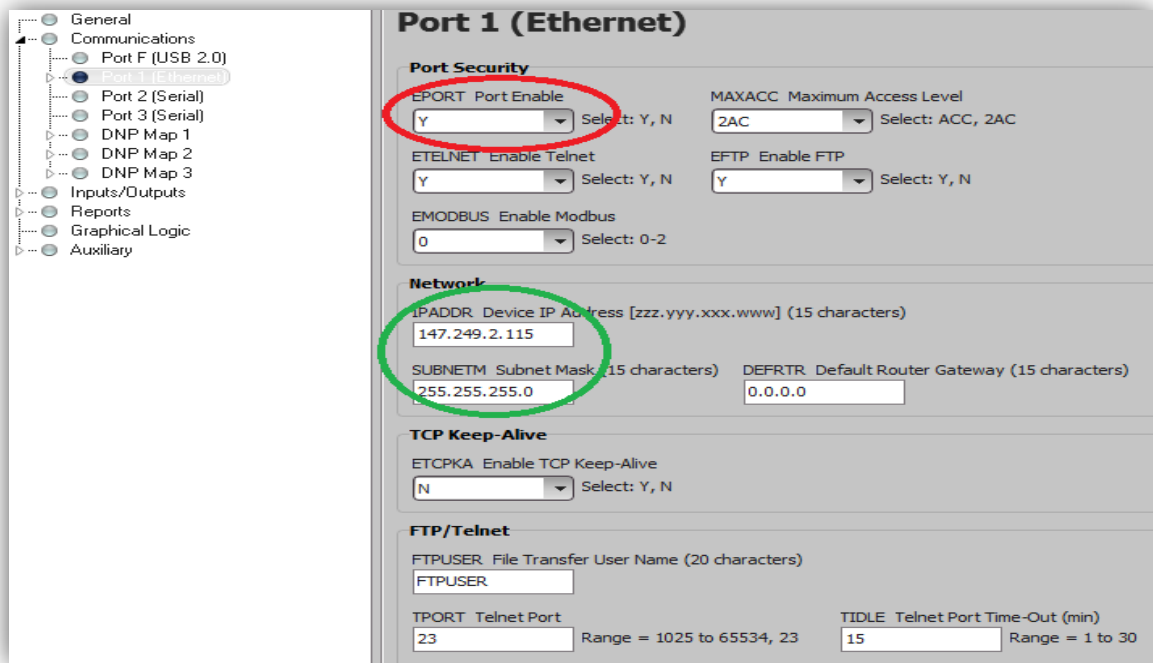 General
Communications
Port F (USB 2.0)
Port 1 (Ethernet)
Port 2 (Serial)
Port 3 (Serial)
DNP Map 1
DNP Map 2
DNP Map 3
Inputs/Outputs
Reports
Graphical Logic
Auxiliary
Port 1 (Ethernet)
Port Security
EPORT Port Enable MAXACC Maximum Access Level
Y Select: Y, N 2AC Select: ACC, 2AC
ETELNET Enable Telnet EFTP Enable FTP
Y Select: Y, N Y Select: Y, N
EMODBUS Enable Modbus
0 Select: 0-2
Network
IPADDR Device IP Address [zzz.yyy.xxx.www] (15 characters)
147.249.2.115
SUBNETM Subnet Mask (15 characters) DEFRTR Default Router Gateway (15 characters)
255.255.255.0 0.0.0.0
TCP Keep-Alive
ETCPKA Enable TCP Keep-Alive
N Select: Y, N
FTP/Telnet
FTPUSER File Transfer User Name (20 characters)
FTPUSER
TPORT Telnet Port TIDLE Telnet Port Time-Out (min)
23 Range = 1025 to 65534, 23 15 Range = 1 to 30